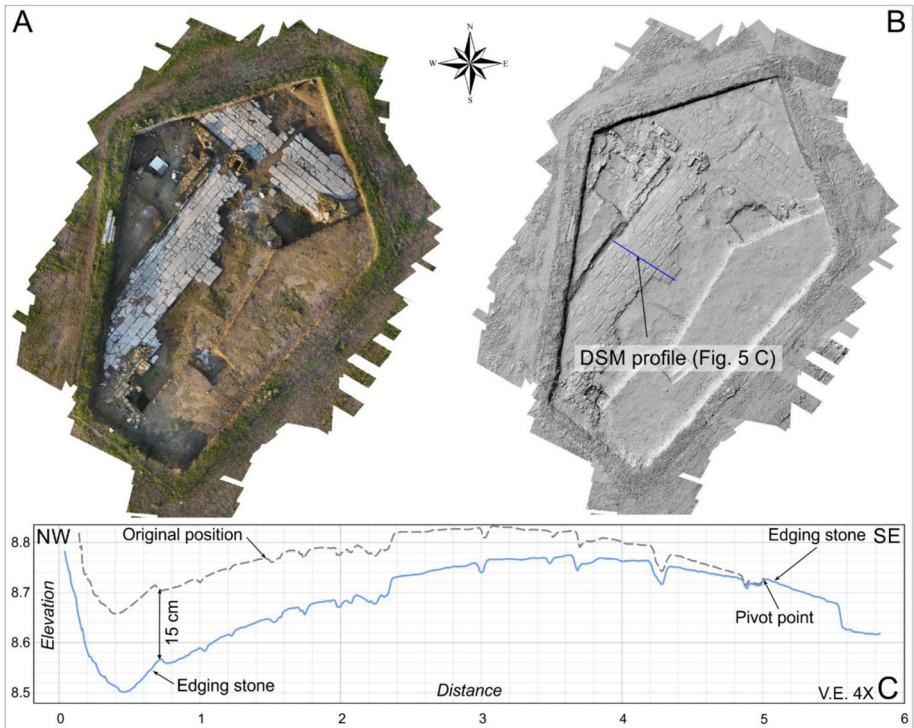 A
N
W E
S
B
DSM profile (Fig. 5 C)
NW
Original position
Edging stone
SE
Pivot point
15 cm
Edging stone
Elevation
8.8
8.7
8.6
8.5
Distance
V.E. 4X
C
0 1 2 3 4 5 6